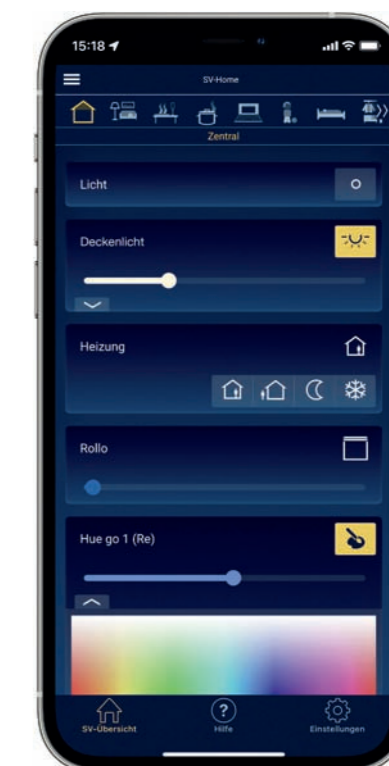 15:18
SV-Home
Zentral
Licht
Deckenlicht
Heizung
Rollo
Hue go 1 (Re)
?
SV-Übersicht
Hilfe
Einstellungen